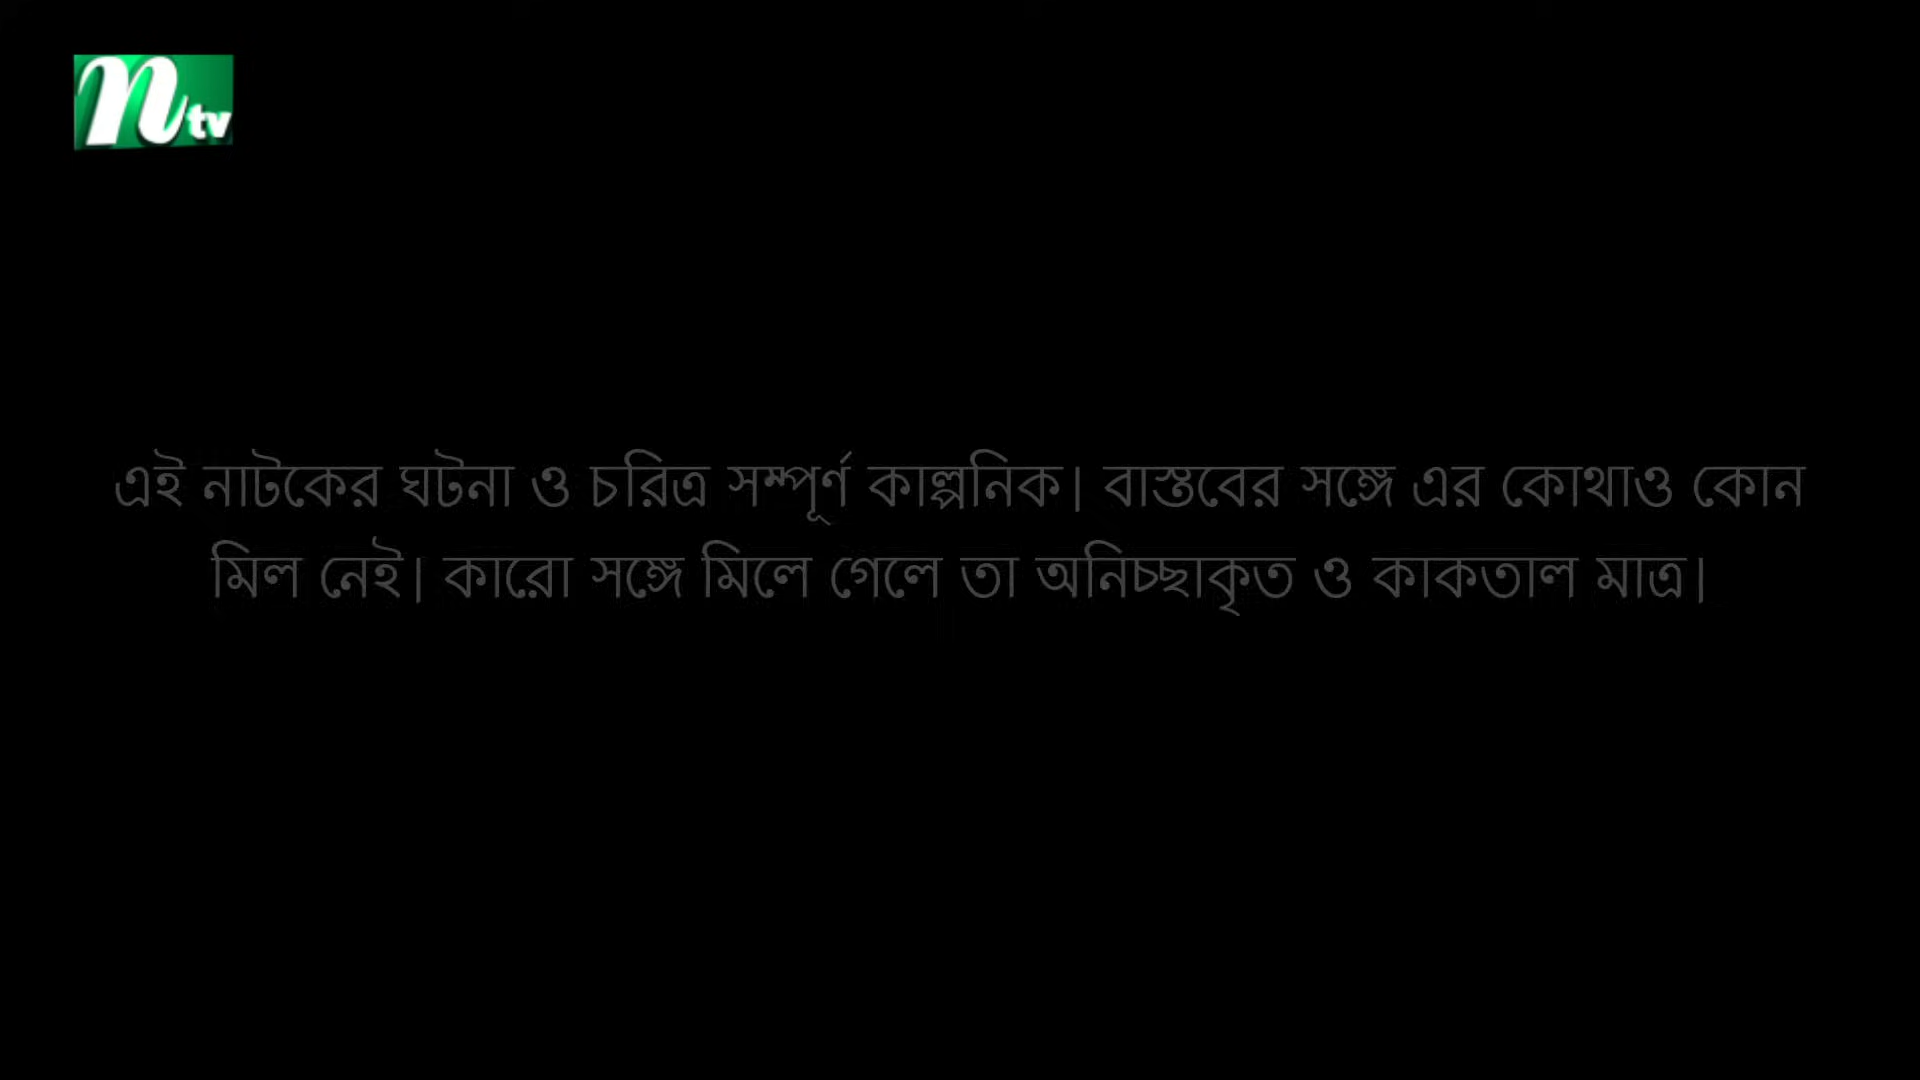 ntv
এই নাটকের ঘটনা ও চরিত্র সম্পূর্ণ কাল্পনিক। বাস্তবের সঙ্গে এর কোথাও কোন
মিল নেই। কারো সঙ্গে মিলে গেলে তা অনিচ্ছাকৃত ও কাকতাল মাত্র।